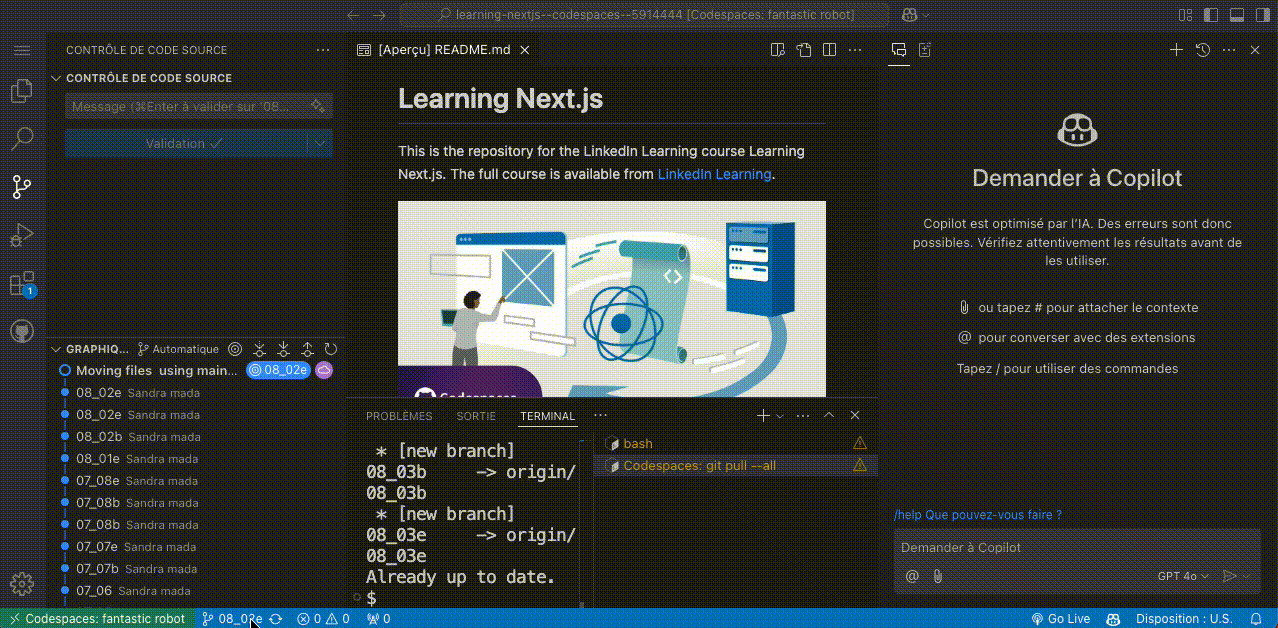 learning-nextjs--codespaces--5914444 [Codespaces: fantastic robot]
CONTRÔLE DE CODE SOURCE
CONTRÔLE DE CODE SOURCE
Message (⌘Enter à valider sur '08...
Validation ✓
GRAPHIQ...
Automatique
Moving files using main...
08_02e
08_02e Sandra mada
08_02e Sandra mada
08_02b Sandra mada
08_01e Sandra mada
07_08e Sandra mada
07_08b Sandra mada
07_08b Sandra mada
07_07e Sandra mada
07_07b Sandra mada
07_06 Sandra mada
1
[Aperçu] README.md
Learning Next.js
This is the repository for the LinkedIn Learning course Learning
Next.js. The full course is available from LinkedIn Learning.
<>
Codespaces
PROBLÈMES
SORTIE
TERMINAL
* [new branch]
08_03b -> origin/
08_03b
* [new branch]
08_03e -> origin/
08_03e
Already up to date.
$
bash
Codespaces: git pull --all
Demander à Copilot
Copilot est optimisé par l'IA. Des erreurs sont donc
possibles. Vérifiez attentivement les résultats avant de
les utiliser.
ou tapez # pour attacher le contexte
@ pour converser avec des extensions
Tapez / pour utiliser des commandes
/help Que pouvez-vous faire ?
Demander à Copilot
@
GPT 4o
Codespaces: fantastic robot
08_02e
0
0
0
Go Live
Disposition : U.S.